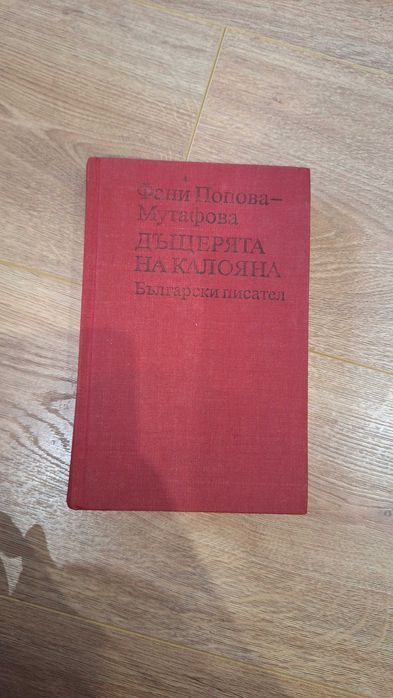 Фани Попова–
Мутафова
ДЪЩЕРЯТА
НА КАЛОЯНА
Български писател